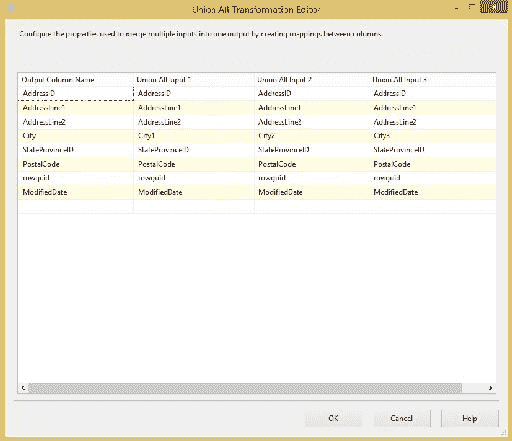 Union All Transformation Editor
Configure the properties used to merge multiple inputs into one output by creating mappings between columns.
Output Column Name Union All Input 1 Union All Input 2 Union All Input 3
AddressID AddressID AddressID AddressID
AddressLine1 AddressLine1 AddressLine1 AddressLine1
AddressLine2 AddressLine2 AddressLine2 AddressLine2
City City1 City2 City3
StateProvinceID StateProvinceID StateProvinceID StateProvinceID
PostalCode PostalCode PostalCode PostalCode
rowguid rowguid rowguid rowguid
ModifiedDate ModifiedDate ModifiedDate ModifiedDate
OK Cancel Help